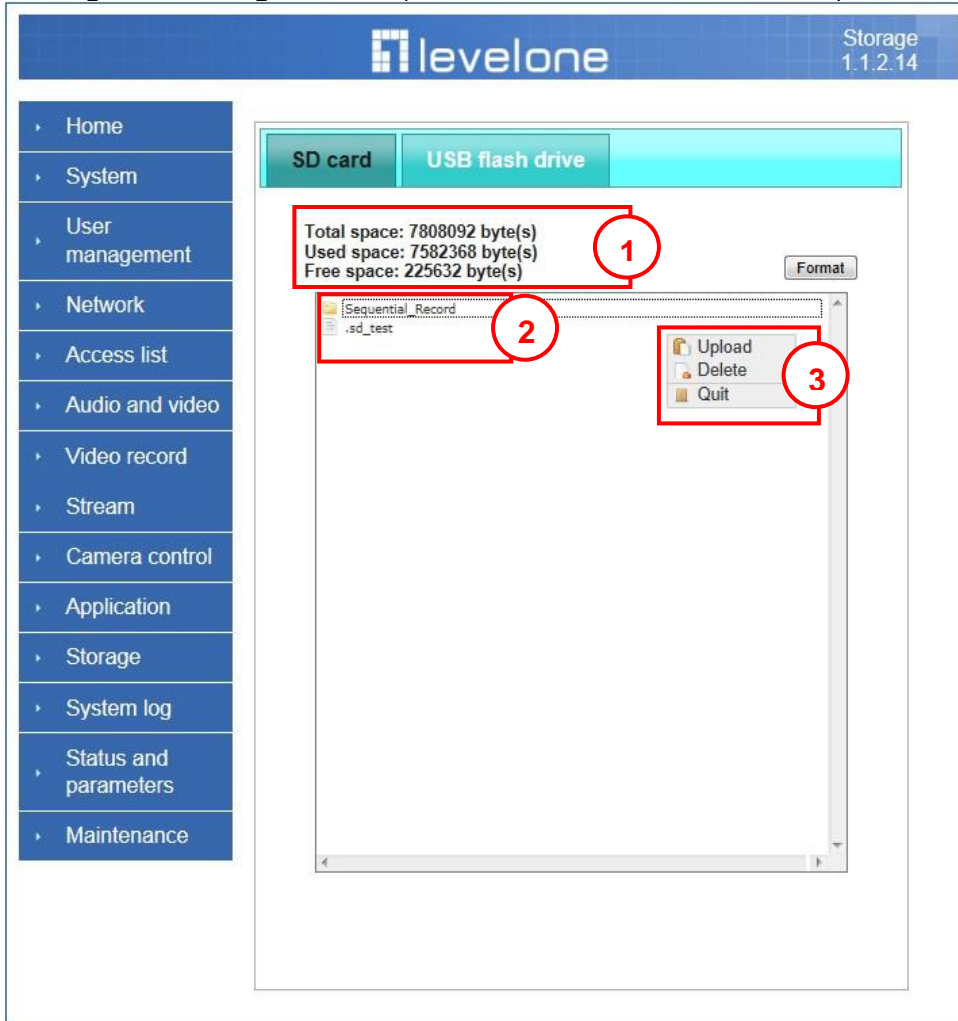 levelone
Storage
1.1.2.14
Home
System
User
management
Network
Access list
Audio and video
Video record
Stream
Camera control
Application
Storage
System log
Status and
parameters
Maintenance
SD card
USB flash drive
Total space: 7808092 byte(s)
Used space: 7582368 byte(s)
Free space: 225632 byte(s)
1
Format
Sequential_Record
.sd_test
2
Upload
Delete
Quit
3